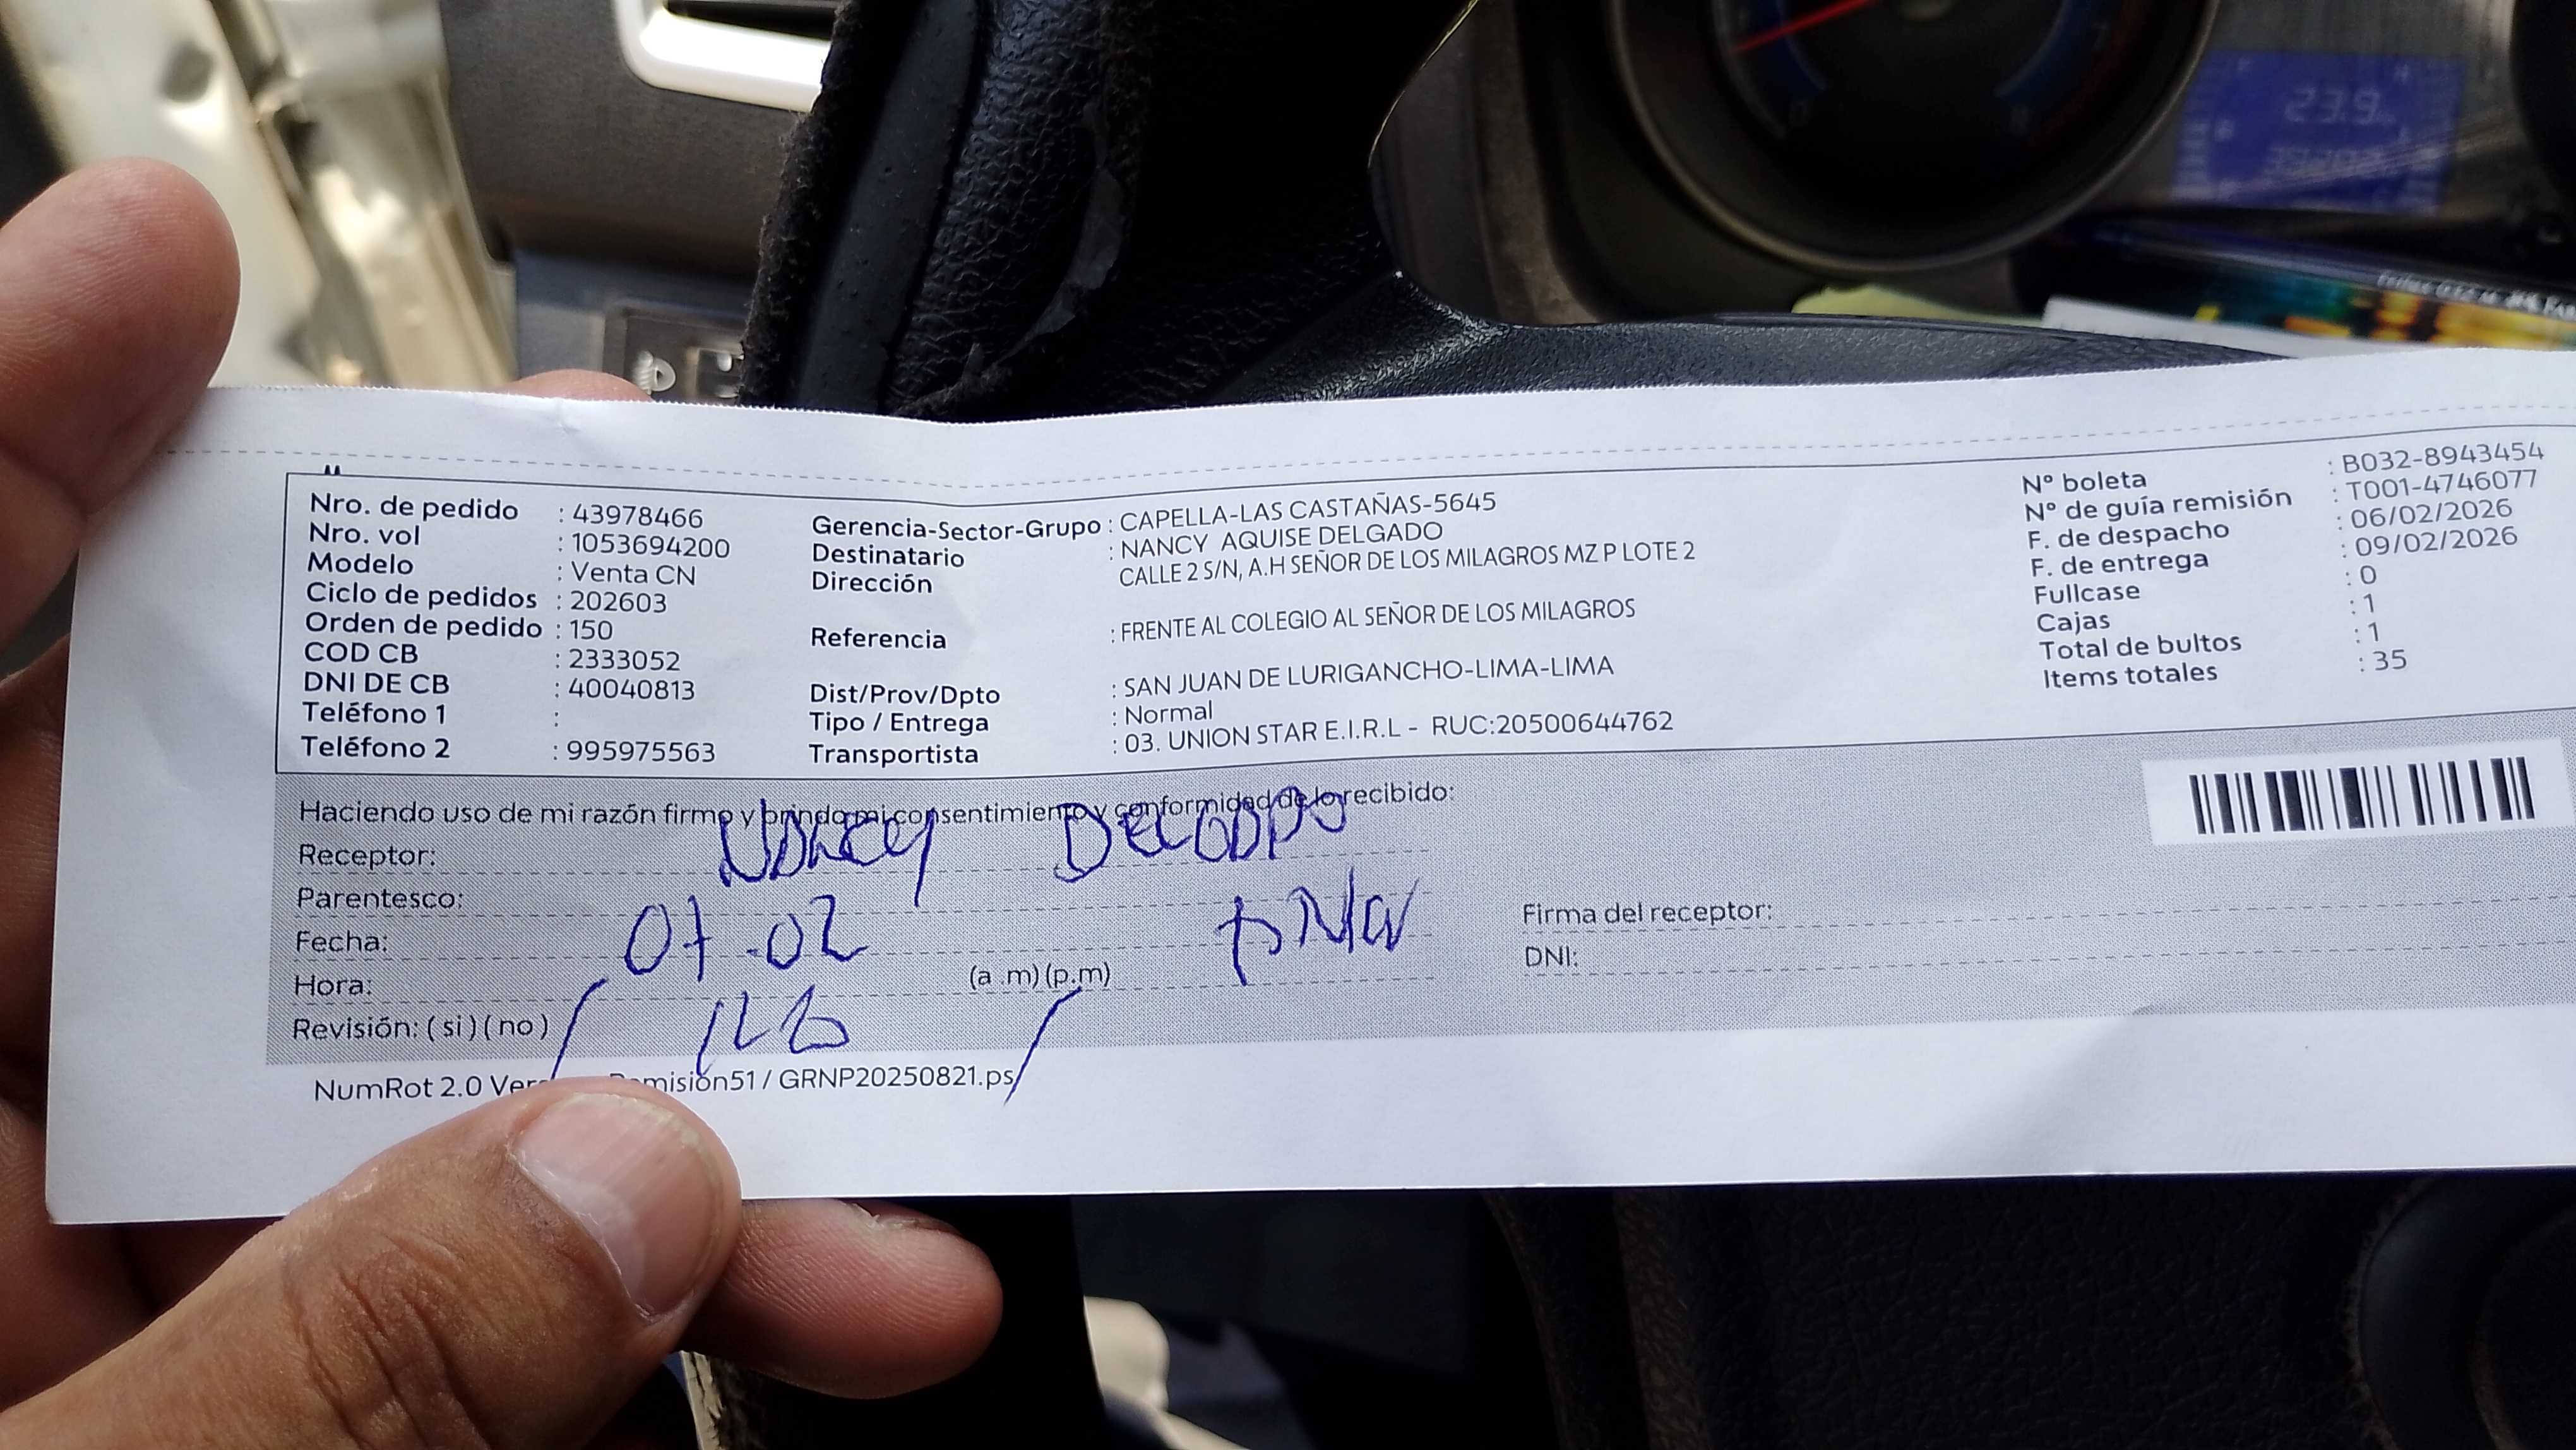 Nro. de pedido : 43978466
Nro. vol : 1053694200
Modelo : Venta CN
Ciclo de pedidos : 202603
Orden de pedido : 150
COD CB : 2333052
DNI DE CB : 40040813
Teléfono 1 :
Teléfono 2 : 995975563
Gerencia-Sector-Grupo : CAPELLA-LAS CASTAÑAS-5645
Destinatario : NANCY AQUISE DELGADO
Dirección CALLE 2 S/N, A.H SEÑOR DE LOS MILAGROS MZ P LOTE 2
Referencia : FRENTE AL COLEGIO AL SEÑOR DE LOS MILAGROS
Dist/Prov/Dpto : SAN JUAN DE LURIGANCHO-LIMA-LIMA
Tipo / Entrega : Normal
Transportista : 03. UNION STAR E.I.R.L - RUC:20500644762
Nº boleta : B032-8943454
Nº de guía remisión : T001-4746077
F. de despacho : 06/02/2026
F. de entrega : 09/02/2026
Fullcase : 0
Cajas : 1
Total de bultos : 1
Items totales : 35
Haciendo uso de mi razón firmo y brindo mi consentimiento y conformidad de lo recibido:
Receptor: Nancy
Parentesco:
Fecha: 07-02
Hora: (a .m) (p.m)
Revisión: ( si ) ( no )
Firma del receptor:
DNI:
NumRot 2.0 GRNP20250821.ps
23.9